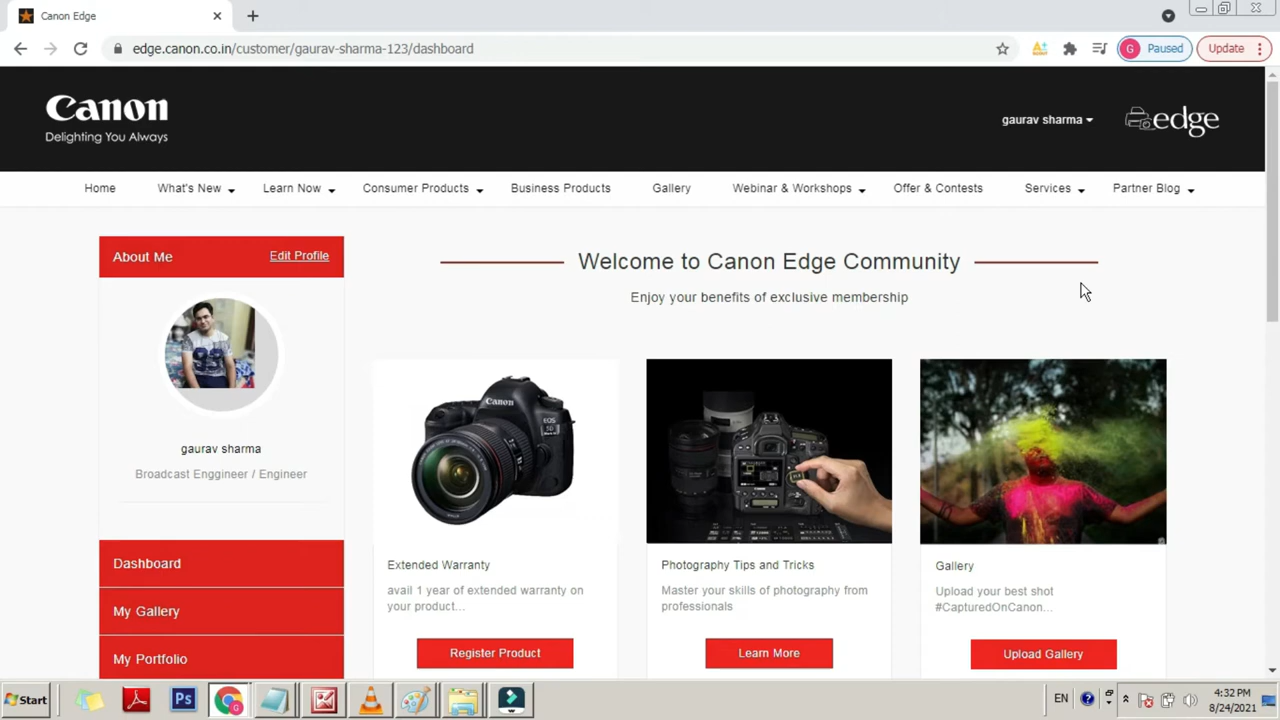 Canon Edge
edge.canon.co.in/customer/gaurav-sharma-123/dashboard
G Paused
Update
Canon
Delighting You Always
gaurav sharma
edge
Home What's New Learn Now Consumer Products Business Products Gallery Webinar & Workshops Offer & Contests Services Partner Blog
About Me Edit Profile
gaurav sharma
Broadcast Enggineer / Engineer
Dashboard
My Gallery
My Portfolio
Welcome to Canon Edge Community
Enjoy your benefits of exclusive membership
Canon
EOS
5D
Extended Warranty
avail 1 year of extended warranty on
your product...
Register Product
Photography Tips and Tricks
Master your skills of photography from
professionals
Learn More
Gallery
Upload your best shot
#CapturedOnCanon...
Upload Gallery
Start
Ps
EN
4:32 PM
8/24/2021